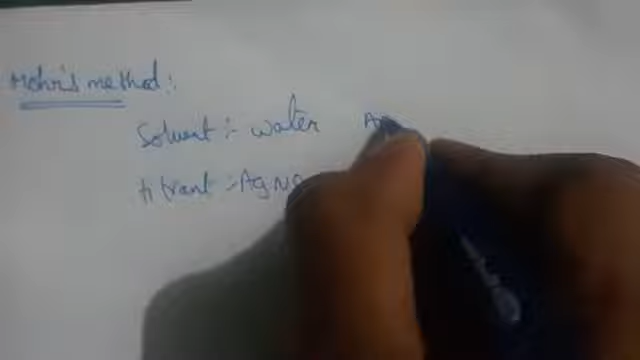 Mohr's method :-
Solvent :- water A
titrant :- AgNO